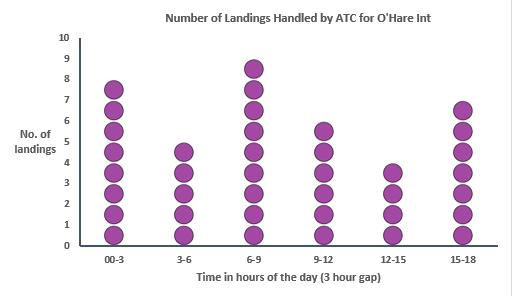 Number of Landings Handled by ATC for O'Hare Int
10
9
8
7
6
5
4
3
2
1
0
No. of
landings
00-3 3-6 6-9 9-12 12-15 15-18
Time in hours of the day (3 hour gap)